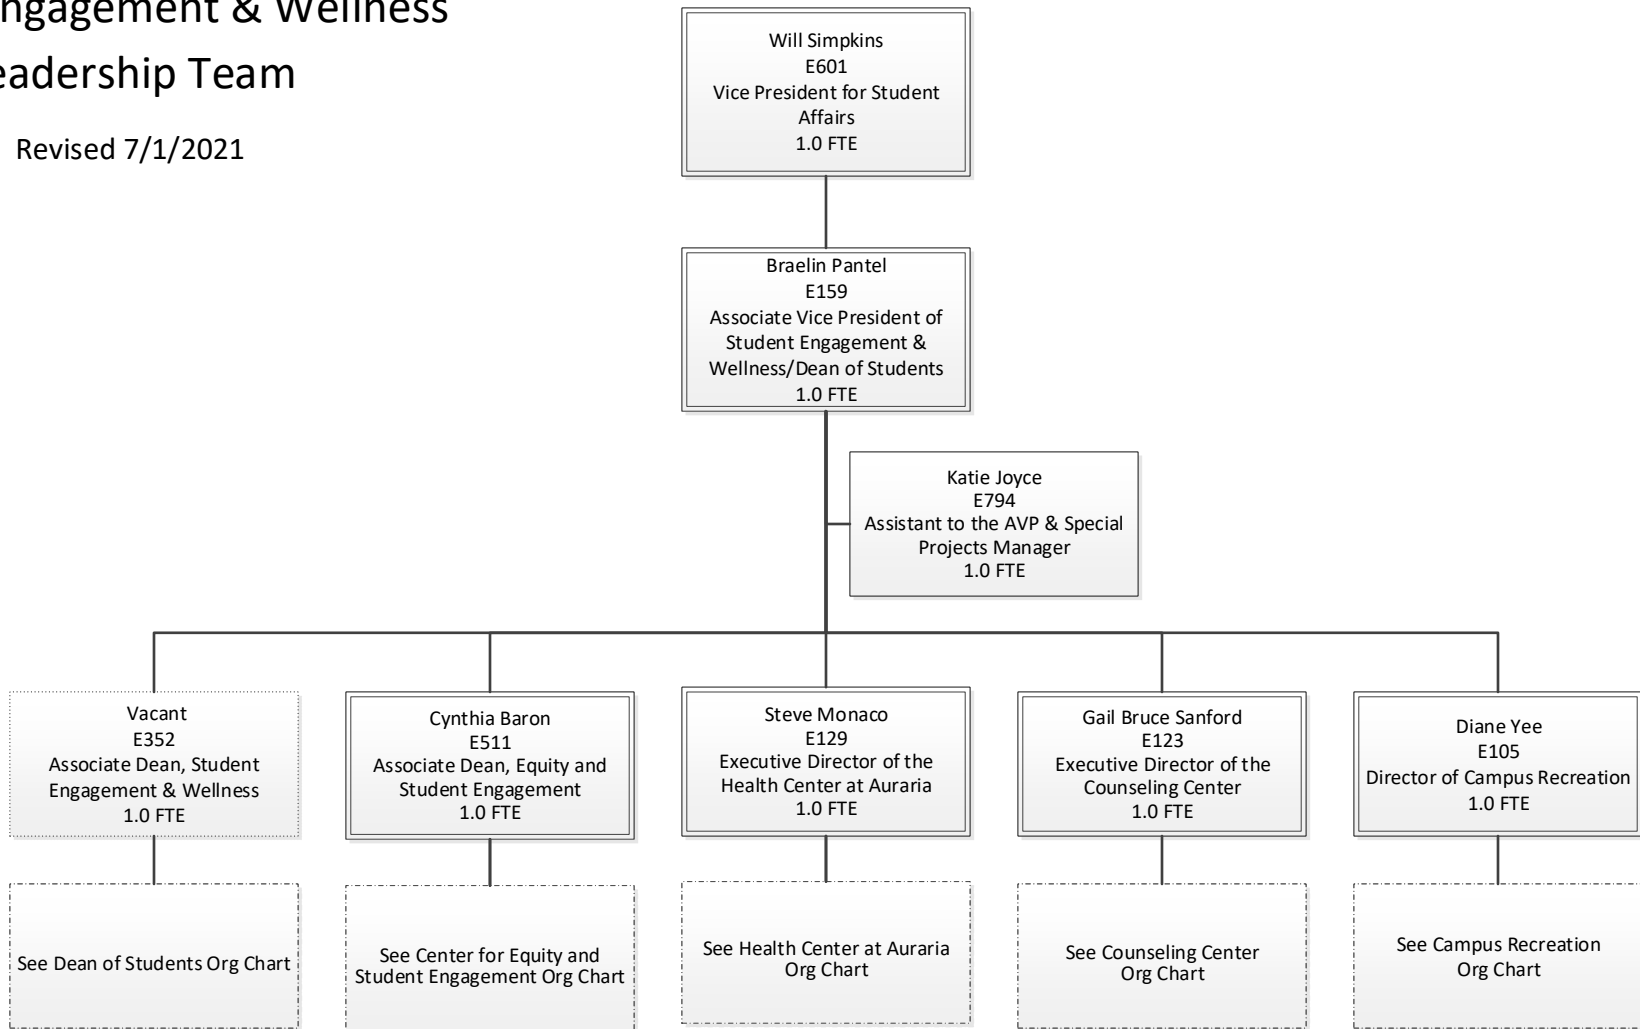 ngagement & Wellness
eadership Team
Revised 7/1/2021
Will Simpkins
E601
Vice President for Student
Affairs
1.0 FTE
Braelin Pantel
E159
Associate Vice President of
Student Engagement &
Wellness/Dean of Students
1.0 FTE
Katie Joyce
E794
Assistant to the AVP & Special
Projects Manager
1.0 FTE
Vacant
E352
Associate Dean, Student
Engagement & Wellness
1.0 FTE
Cynthia Baron
E511
Associate Dean, Equity and
Student Engagement
1.0 FTE
Steve Monaco
E129
Executive Director of the
Health Center at Auraria
1.0 FTE
Gail Bruce Sanford
E123
Executive Director of the
Counseling Center
1.0 FTE
Diane Yee
E105
Director of Campus Recreation
1.0 FTE
See Dean of Students Org Chart
See Center for Equity and
Student Engagement Org Chart
See Health Center at Auraria
Org Chart
See Counseling Center
Org Chart
See Campus Recreation
Org Chart